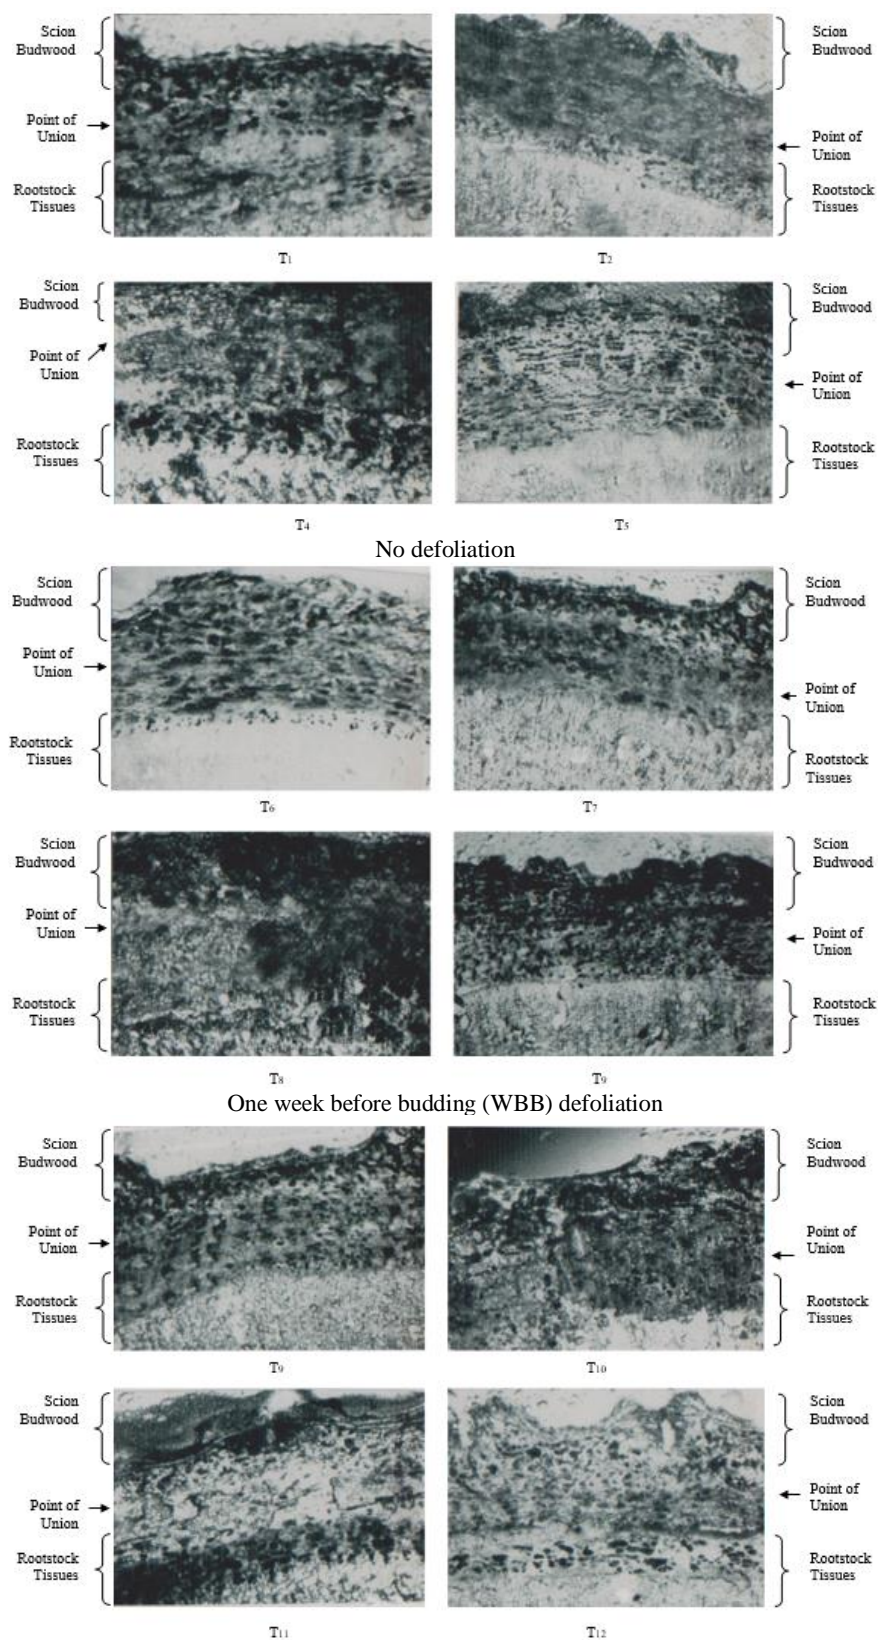 Scion
Budwood
Point of
Union
Rootstock
Tissues
T1
Scion
Budwood
Point of
Union
Rootstock
Tissues
T2
Scion
Budwood
Point of
Union
Rootstock
Tissues
T4
Scion
Budwood
Point of
Union
Rootstock
Tissues
T5
No defoliation
Scion
Budwood
Point of
Union
Rootstock
Tissues
T6
Scion
Budwood
Point of
Union
Rootstock
Tissues
T7
Scion
Budwood
Point of
Union
Rootstock
Tissues
T8
Scion
Budwood
Point of
Union
Rootstock
Tissues
T9
One week before budding (WBB) defoliation
Scion
Budwood
Point of
Union
Rootstock
Tissues
T9
Scion
Budwood
Point of
Union
Rootstock
Tissues
T10
Scion
Budwood
Point of
Union
Rootstock
Tissues
T11
Scion
Budwood
Point of
Union
Rootstock
Tissues
T12